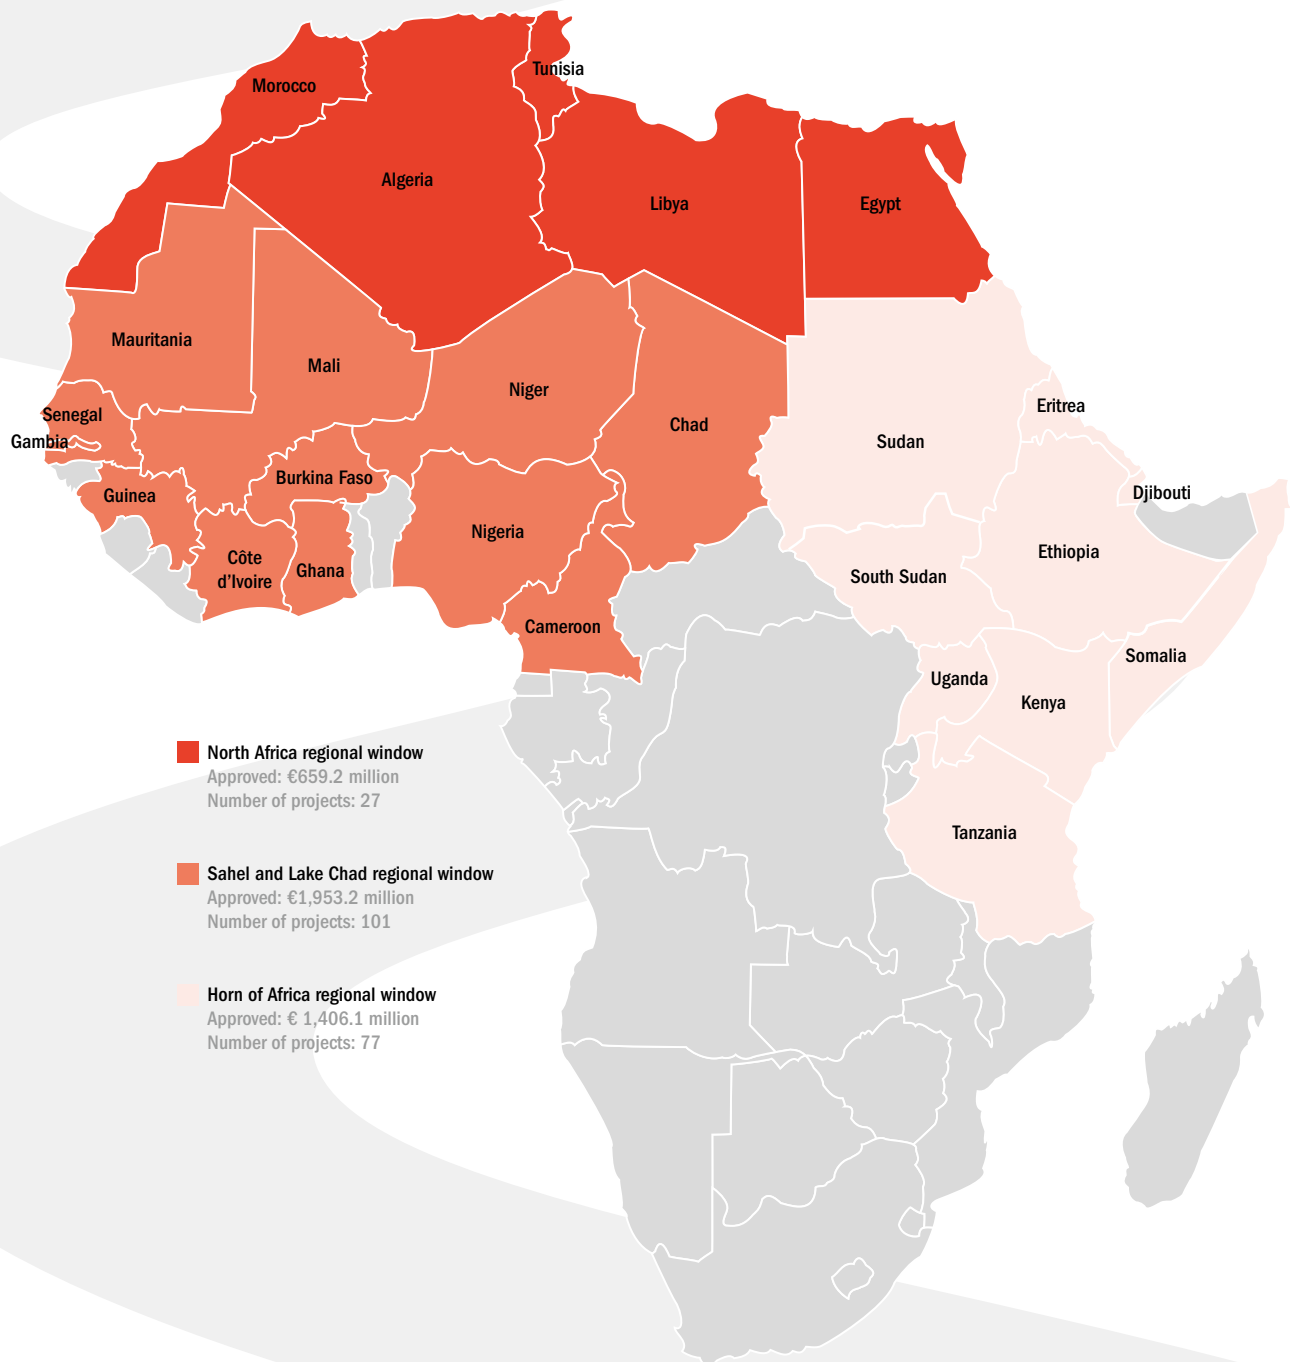 Tunisia
Morocco
Algeria
Libya
Egypt
Mauritania
Mali
Niger
Chad
Senegal
Gambia
Sudan
Eritrea
Burkina Faso
Guinea
Djibouti
Nigeria
Ethiopia
Côte
d'Ivoire
Ghana
South Sudan
Cameroon
Somalia
Uganda
Kenya
Tanzania
North Africa regional window
Approved: €659.2 million
Number of projects: 27
Sahel and Lake Chad regional window
Approved: €1,953.2 million
Number of projects: 101
Horn of Africa regional window
Approved: € 1,406.1 million
Number of projects: 77